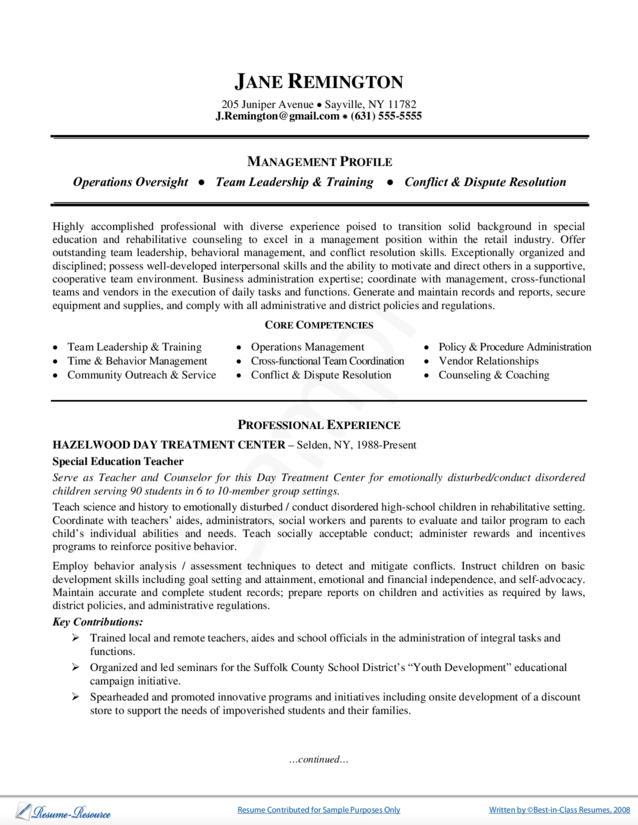 JANE REMINGTON
205 Juniper Avenue ● Sayville, NY 11782
J.Remington@gmail.com ● (631) 555-5555
MANAGEMENT PROFILE
Operations Oversight ● Team Leadership & Training ● Conflict & Dispute Resolution
Highly accomplished professional with diverse experience poised to transition solid background in special
education and rehabilitative counseling to excel in a management position within the retail industry. Offer
outstanding team leadership, behavioral management, and conflict resolution skills. Exceptionally organized and
disciplined; possess well-developed interpersonal skills and the ability to motivate and direct others in a supportive,
cooperative team environment. Business administration expertise; coordinate with management, cross-functional
teams and vendors in the execution of daily tasks and functions. Generate and maintain records and reports, secure
equipment and supplies, and comply with all administrative and district policies and regulations.
CORE COMPETENCIES
● Team Leadership & Training ● Operations Management ● Policy & Procedure Administration
● Time & Behavior Management ● Cross-functional Team Coordination ● Vendor Relationships
● Community Outreach & Service ● Conflict & Dispute Resolution ● Counseling & Coaching
PROFESSIONAL EXPERIENCE
HAZELWOOD DAY TREATMENT CENTER – Selden, NY, 1988-Present
Special Education Teacher
Serve as Teacher and Counselor for this Day Treatment Center for emotionally disturbed/conduct disordered
children serving 90 students in 6 to 10-member group settings.
Teach science and history to emotionally disturbed / conduct disordered high-school children in rehabilitative setting.
Coordinate with teachers’ aides, administrators, social workers and parents to evaluate and tailor program to each
child’s individual abilities and needs. Teach socially acceptable conduct; administer rewards and incentives
programs to reinforce positive behavior.
Employ behavior analysis / assessment techniques to detect and mitigate conflicts. Instruct children on basic
development skills including goal setting and attainment, emotional and financial independence, and self-advocacy.
Maintain accurate and complete student records; prepare reports on children and activities as required by laws,
district policies, and administrative regulations.
Key Contributions:
➢ Trained local and remote teachers, aides and school officials in the administration of integral tasks and
functions.
➢ Organized and led seminars for the Suffolk County School District’s “Youth Development” educational
campaign initiative.
➢ Spearheaded and promoted innovative programs and initiatives including onsite development of a discount
store to support the needs of impoverished students and their families.
…continued…
Resume-Resource
Resume Contributed for Sample Purposes Only
Written by ©Best-in-Class Resumes, 2008